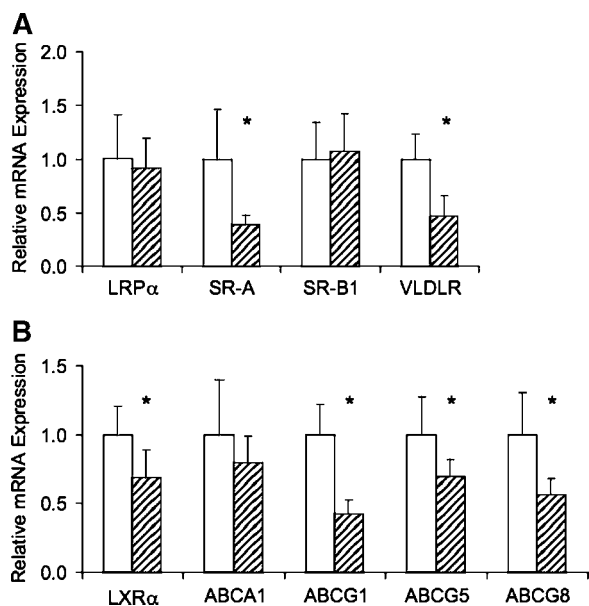 A
Relative mRNA Expression
2.0
1.5
1.0
0.5
0.0
*
*
LRPα SR-A SR-B1 VLDLR
B
Relative mRNA Expression
1.5
1.0
0.5
0.0
*
*
*
*
LXRα ABCA1 ABCG1 ABCG5 ABCG8